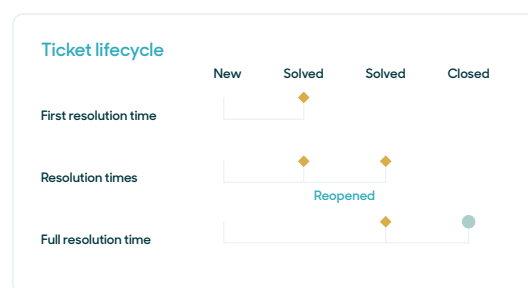 Ticket lifecycle
New Solved Solved Closed
First resolution time
Resolution times
Reopened
Full resolution time